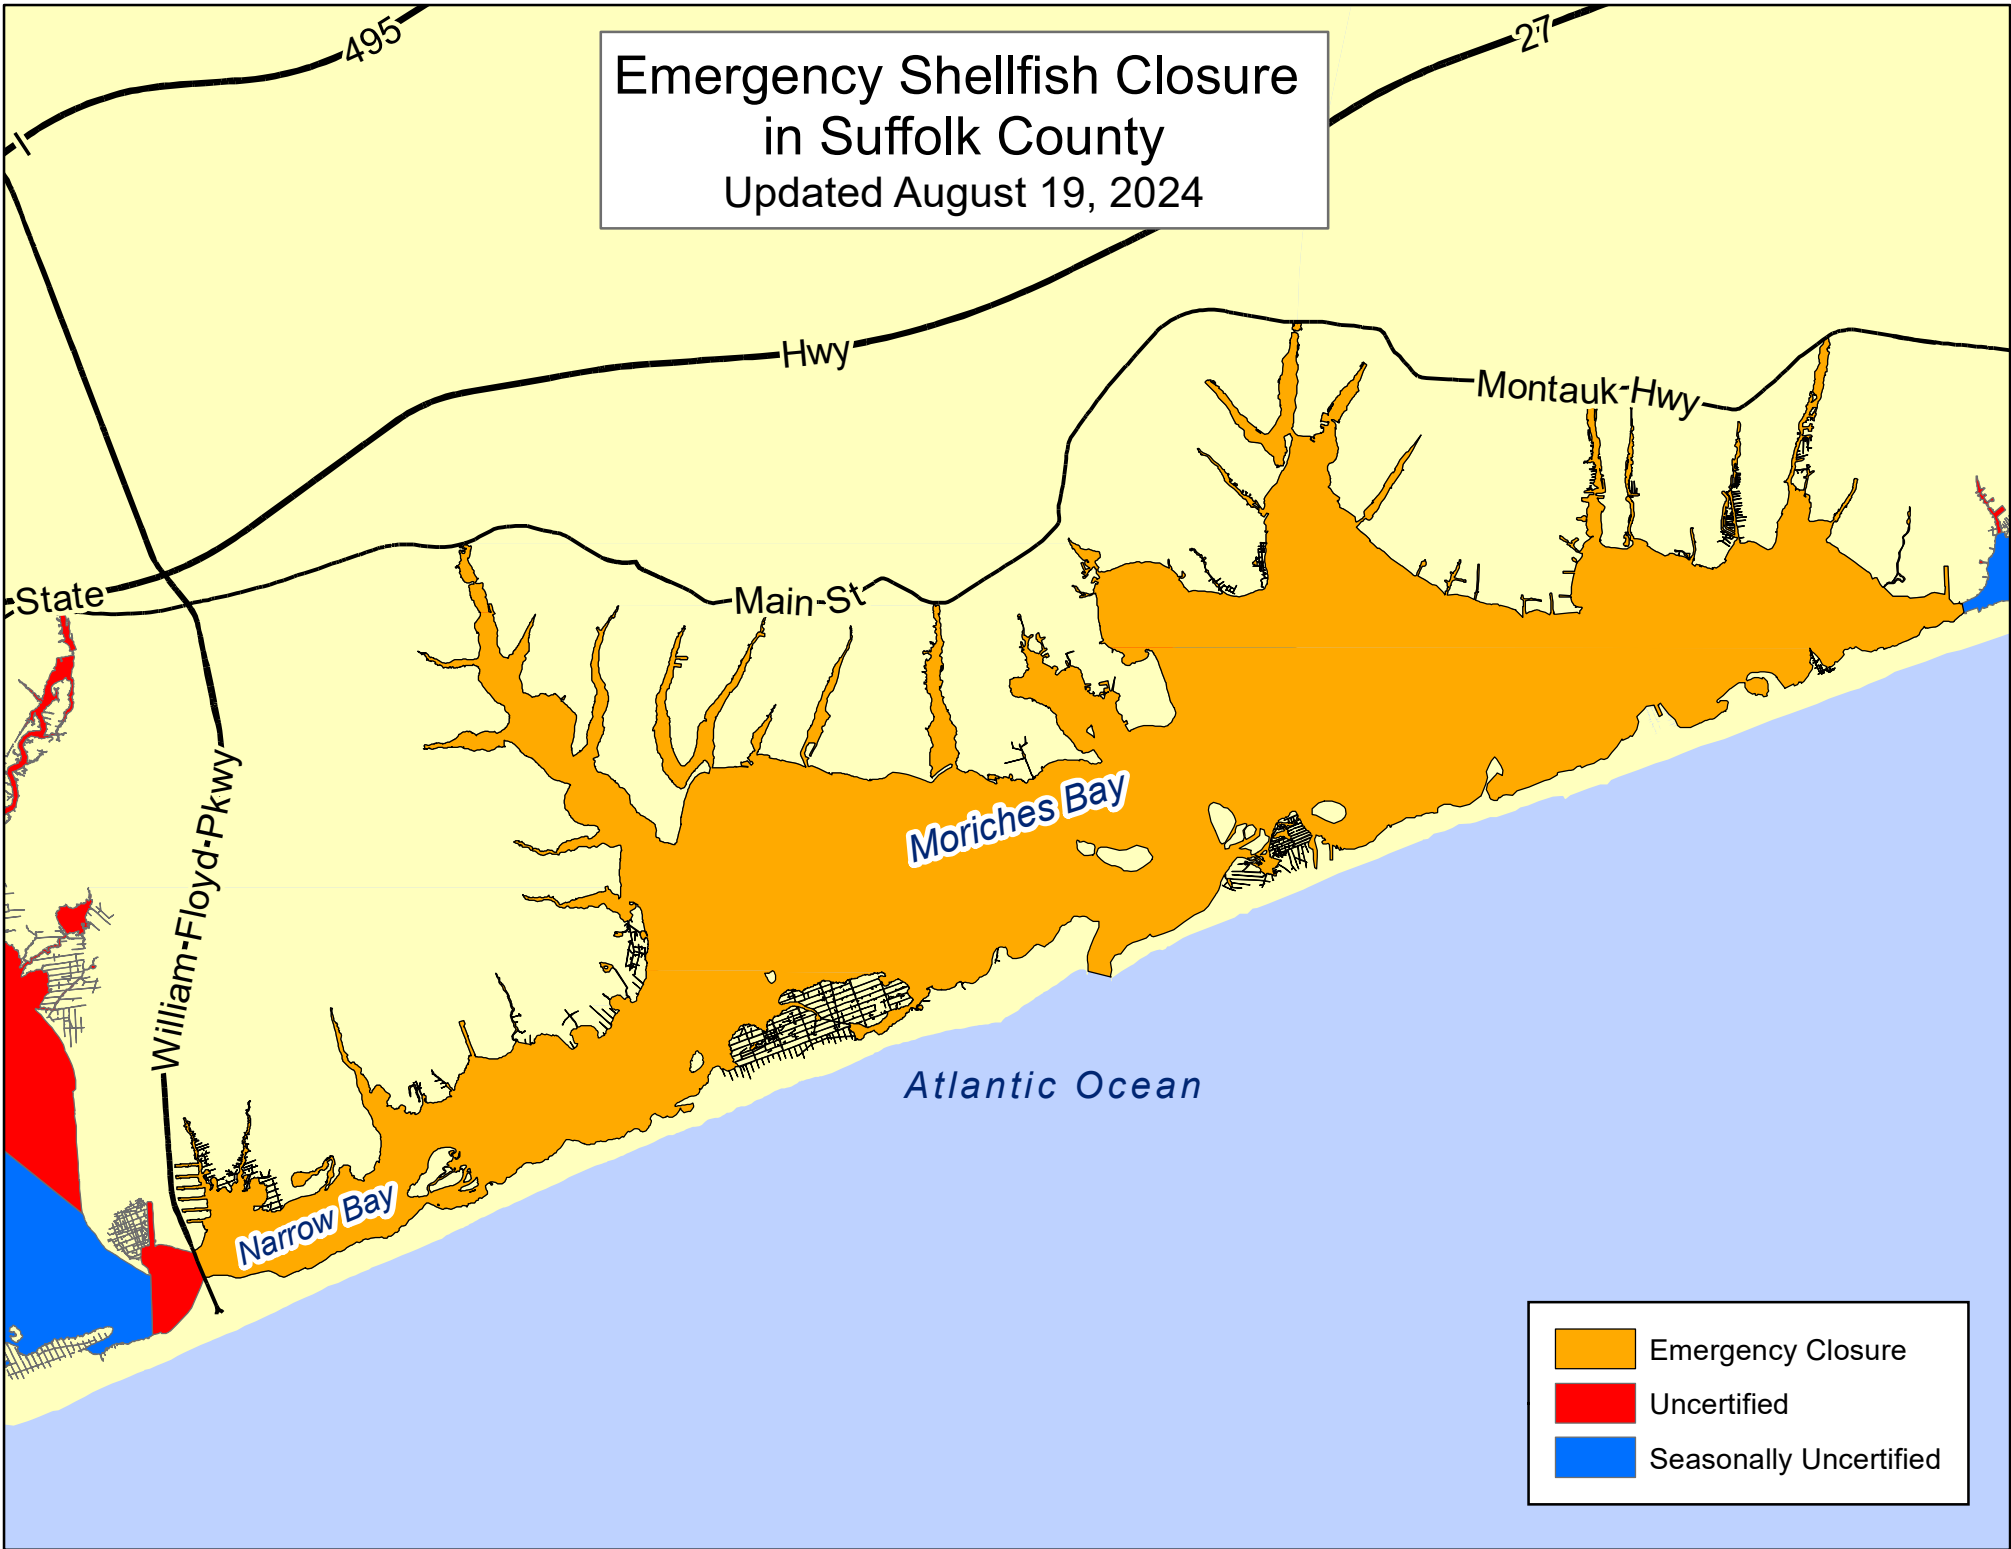 Emergency Shellfish Closure
in Suffolk County
Updated August 19, 2024
I
495
27
Hwy
Montauk Hwy
State
Main St
William Floyd Pkwy
Moriches Bay
Atlantic Ocean
Narrow Bay
Emergency Closure
Uncertified
Seasonally Uncertified